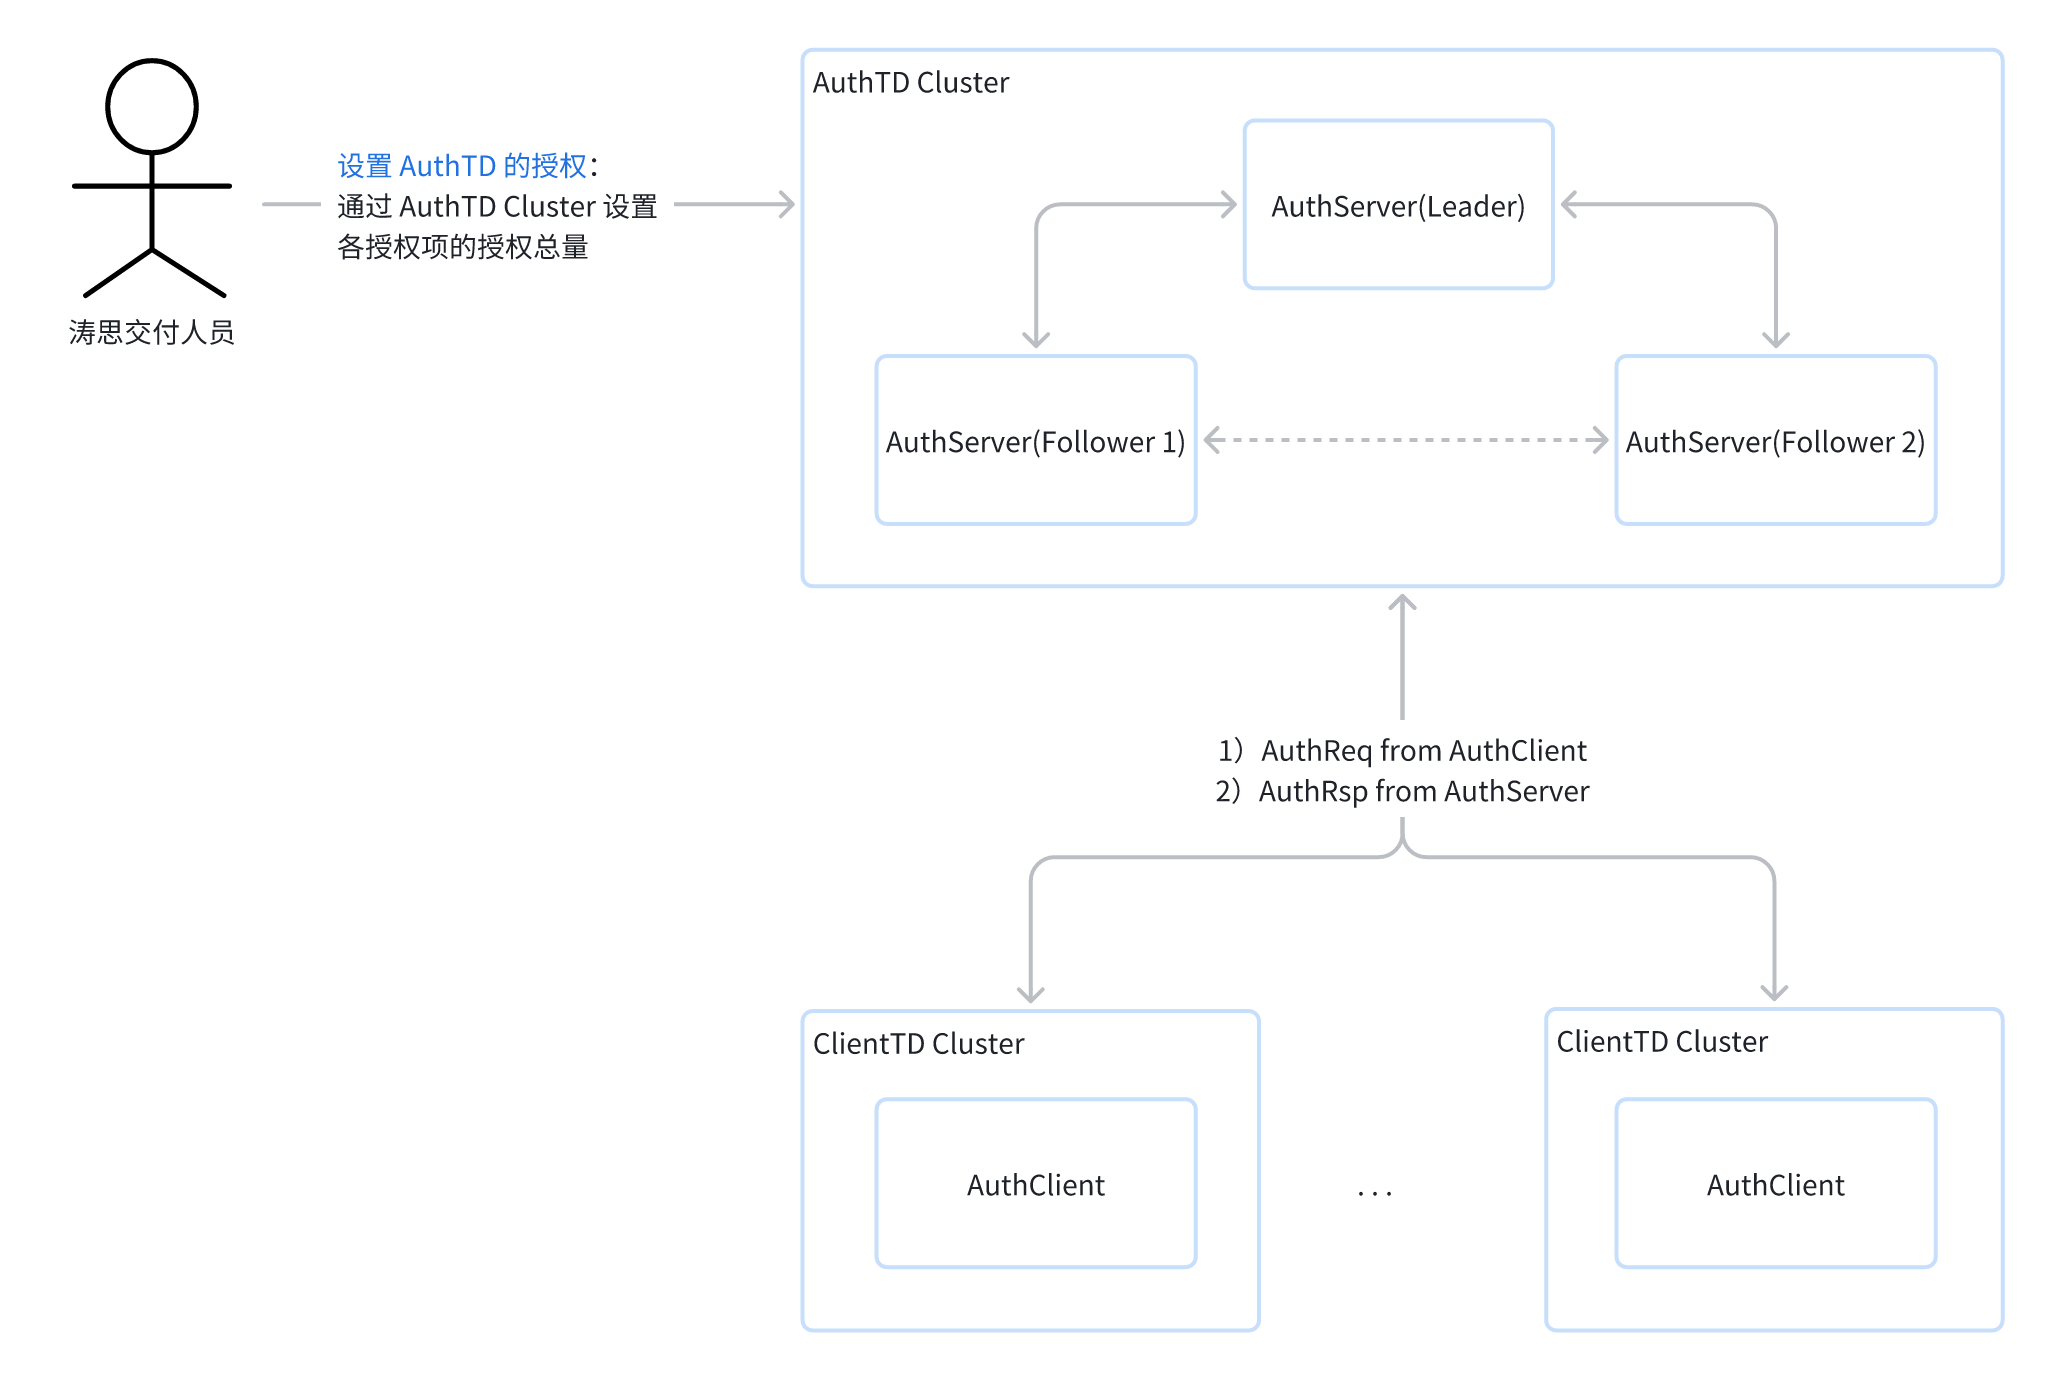 AuthTD Cluster
设置 AuthTD 的授权：
通过 AuthTD Cluster 设置
各授权项的授权总量
涛思交付人员
AuthServer(Leader)
AuthServer(Follower 1)
AuthServer(Follower 2)
1）AuthReq from AuthClient
2）AuthRsp from AuthServer
ClientTD Cluster
ClientTD Cluster
AuthClient
...
AuthClient